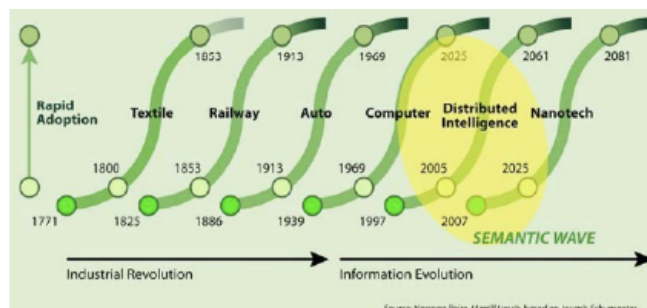 1853 1913 1969 2025 2061 2081
Rapid
Adoption
Textile Railway Auto Computer Distributed
Intelligence Nanotech
1800 1853 1913 1969 2005 2025
1771 1825 1886 1939 1997 2007
SEMANTIC WAVE
Industrial Revolution Information Evolution